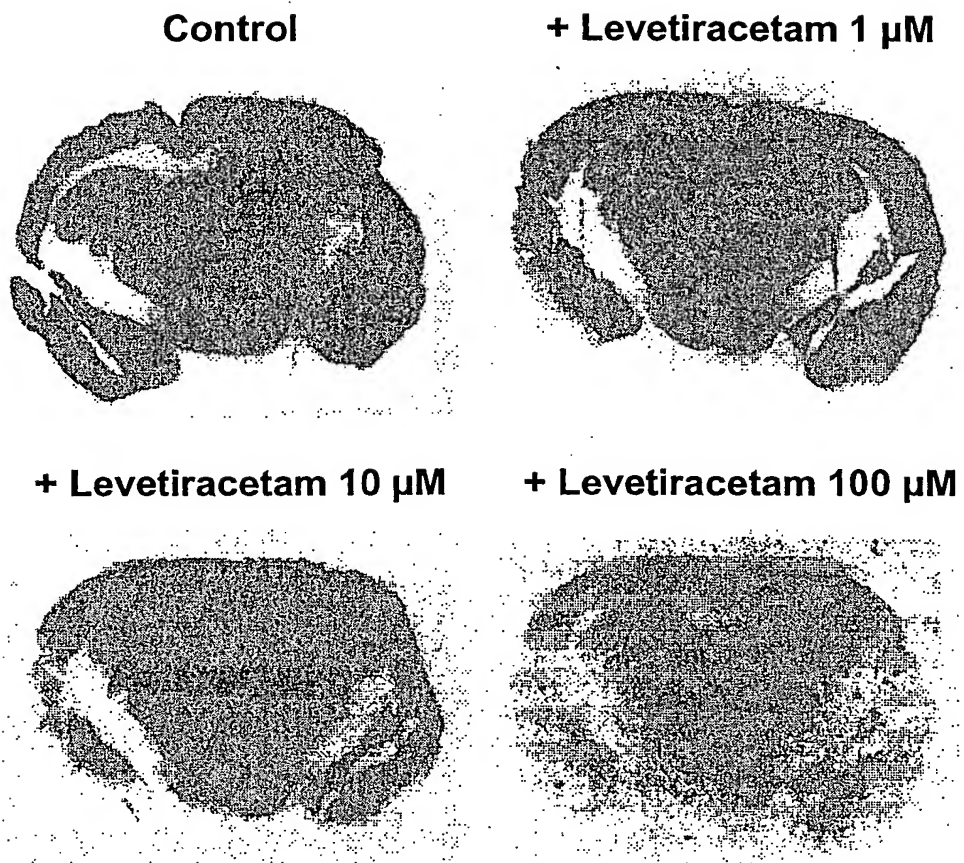 Control
+ Levetiracetam 1 µM
+ Levetiracetam 10 µM
+ Levetiracetam 100 µM